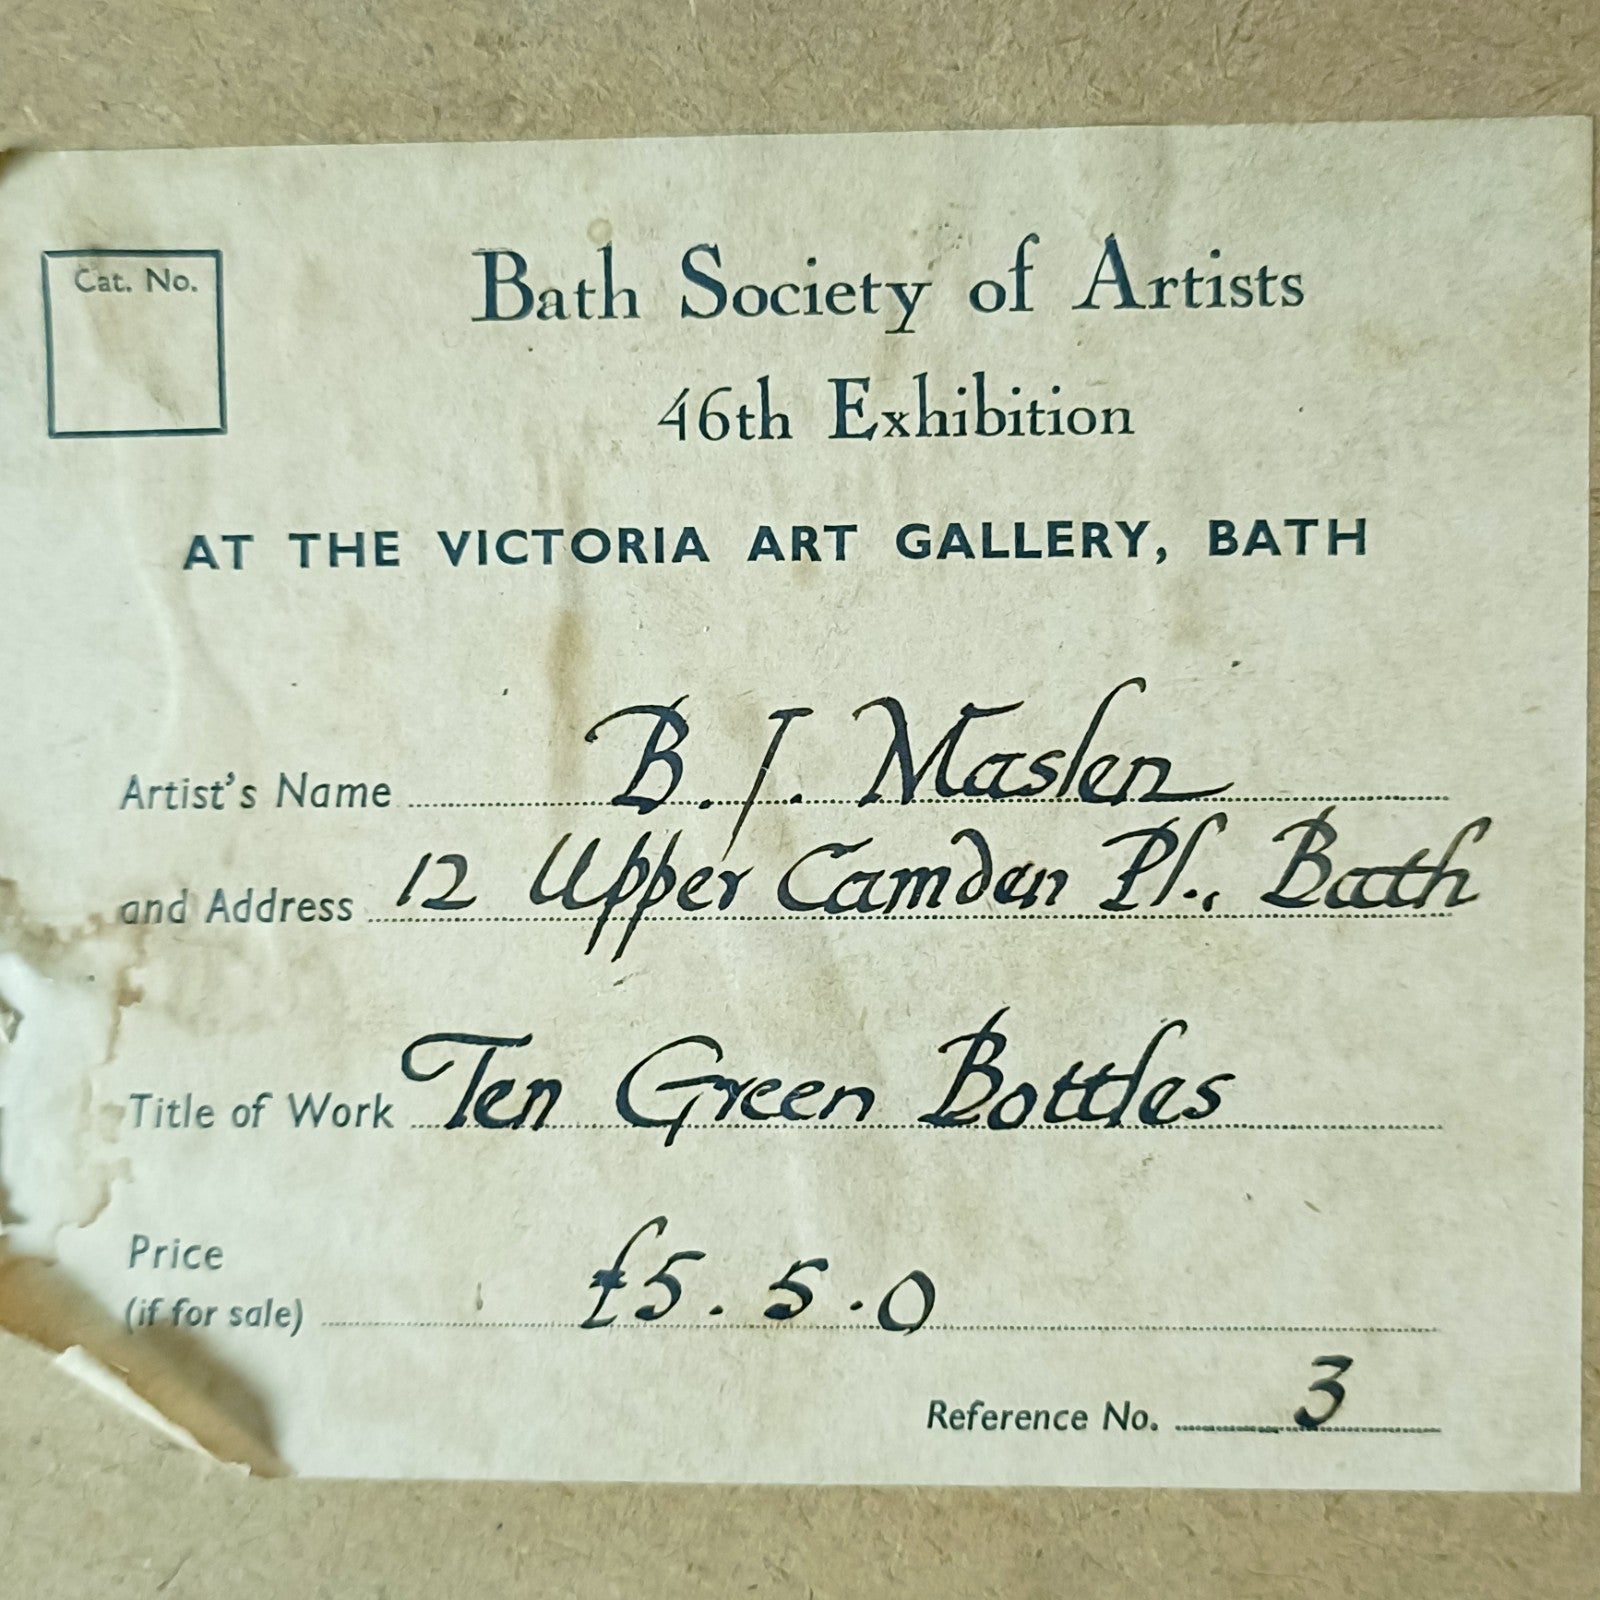 Cat. No.
Bath Society of Artists
46th Exhibition
AT THE VICTORIA ART GALLERY, BATH
Artist's Name B. J. Maslen
and Address 12 Upper Camden Pl., Bath
Title of Work Ten Green Bottles
Price
(if for sale) £5.5.0
Reference No. 3